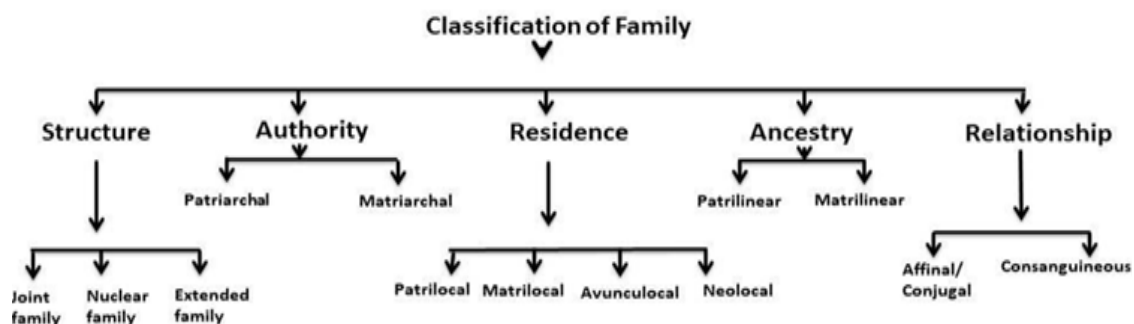 Classification of Family
Structure
Authority
Residence
Ancestry
Relationship
Patriarchal
Matriarchal
Patrilinear
Matrilinear
Joint
family
Nuclear
family
Extended
family
Patrilocal
Matrilocal
Avunculocal
Neolocal
Affinal/
Conjugal
Consanguineous